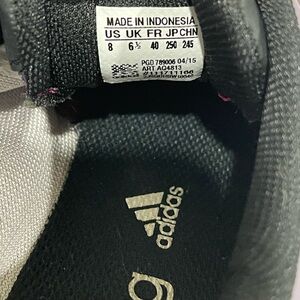 MADE IN INDONESIA
US UK FR JP CHN
8 6½ 40 250 245
PGD 789006 04/15
ART AQ4813
adidas
g